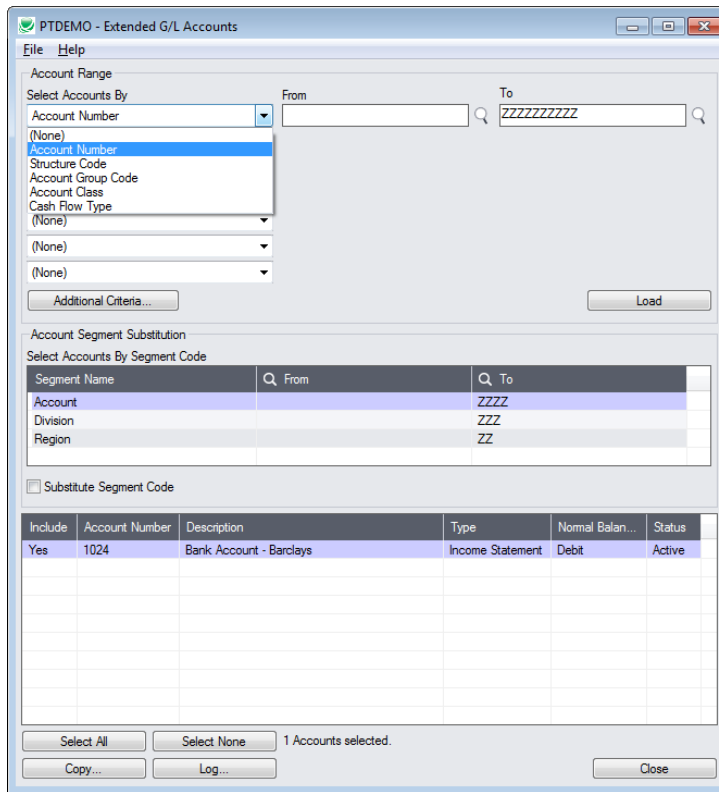 PTDEMO - Extended G/L Accounts
File Help
Account Range
Select Accounts By From To
Account Number ZZZZZZZZZZ
(None)
Account Number
Structure Code
Account Group Code
Account Class
Cash Flow Type
(None)
(None)
(None)
Additional Criteria... Load
Account Segment Substitution
Select Accounts By Segment Code
Segment Name From To
Account ZZZZ
Division ZZZ
Region ZZ
Substitute Segment Code
Include Account Number Description Type Normal Balan... Status
Yes 1024 Bank Account - Barclays Income Statement Debit Active
Select All Select None 1 Accounts selected.
Copy... Log... Close